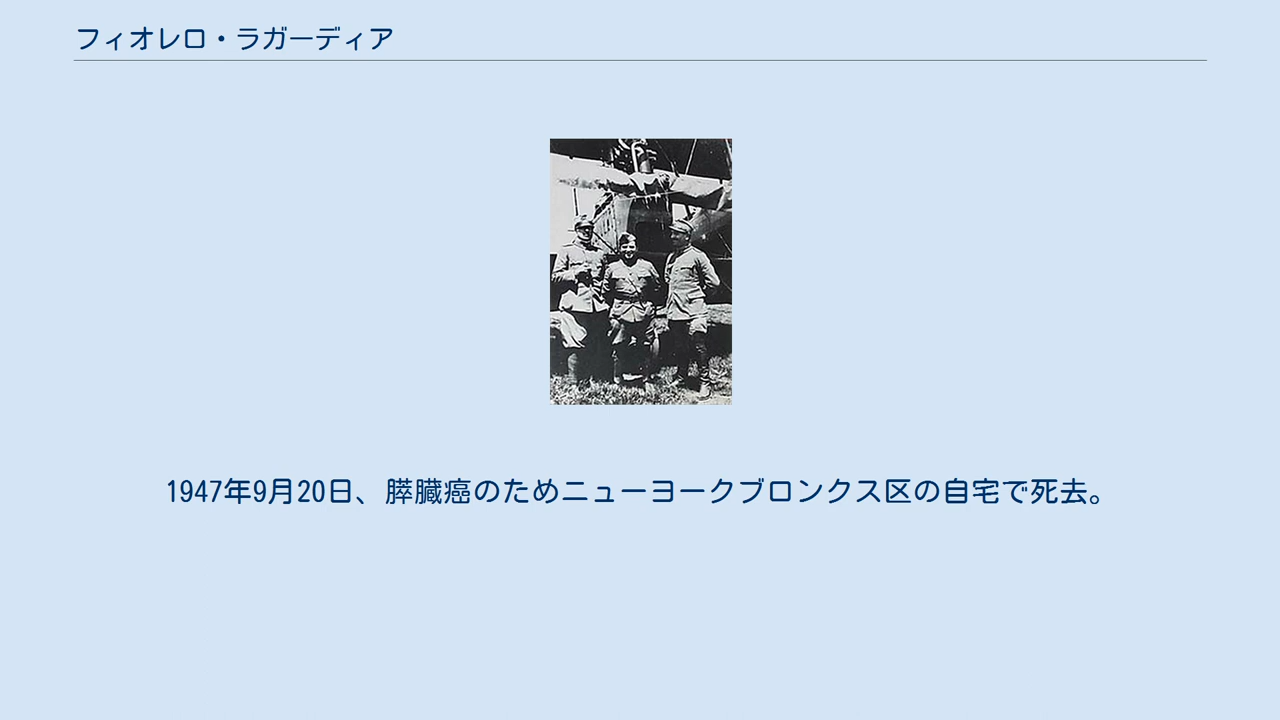 フィオレロ・ラガーディア
1947年9月20日、膵臓癌のためニューヨークブロンクス区の自宅で死去。